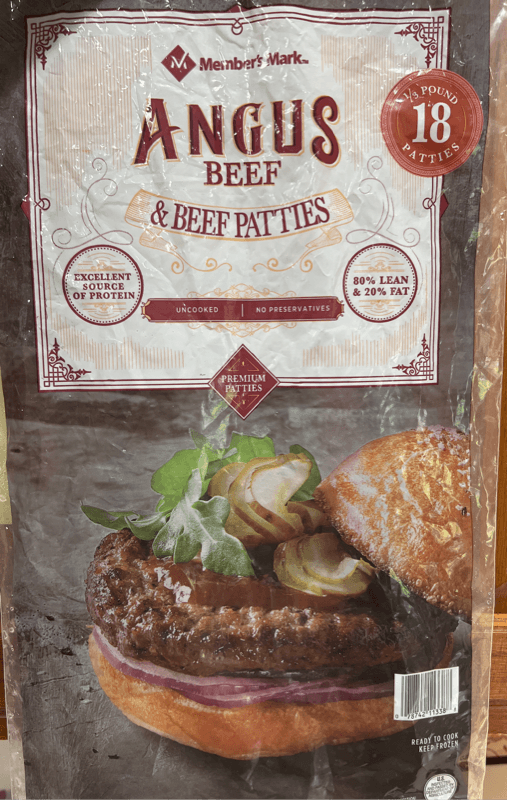 Member's Mark™
ANGUS
BEEF
& BEEF PATTIES
1/3 POUND
18
PATTIES
EXCELLENT
SOURCE
OF PROTEIN
80% LEAN
& 20% FAT
UNCOOKED | NO PRESERVATIVES
PREMIUM
PATTIES
READY TO COOK
KEEP FROZEN
U.S.